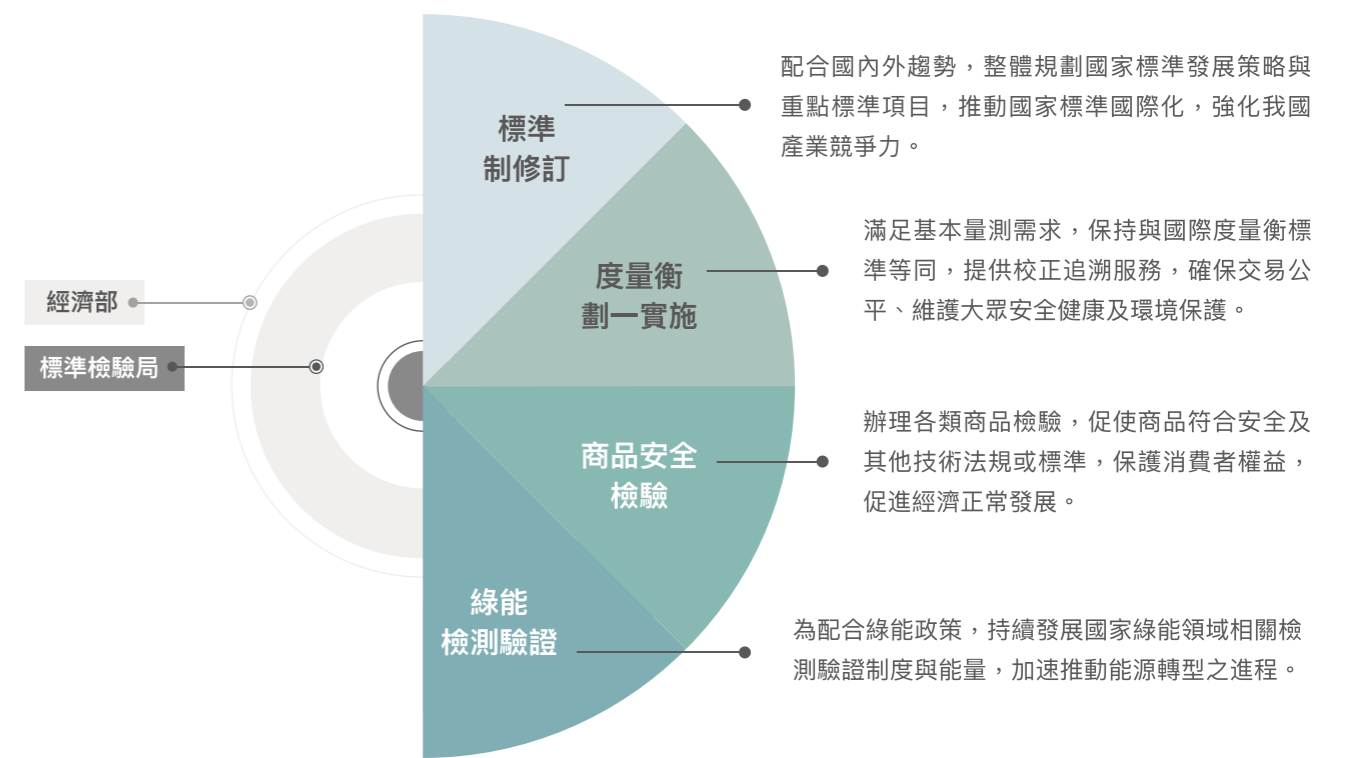 經濟部
標準檢驗局
標準
制修訂
配合國內外趨勢，整體規劃國家標準發展策略與
重點標準項目，推動國家標準國際化，強化我國
產業競爭力。
度量衡
劃一實施
滿足基本量測需求，保持與國際度量衡標
準等同，提供校正追溯服務，確保交易公
平、維護大眾安全健康及環境保護。
商品安全
檢驗
辦理各類商品檢驗，促使商品符合安全及
其他技術法規或標準，保護消費者權益，
促進經濟正常發展。
綠能
檢測驗證
為配合綠能政策，持續發展國家綠能領域相關檢
測驗證制度與能量，加速推動能源轉型之進程。